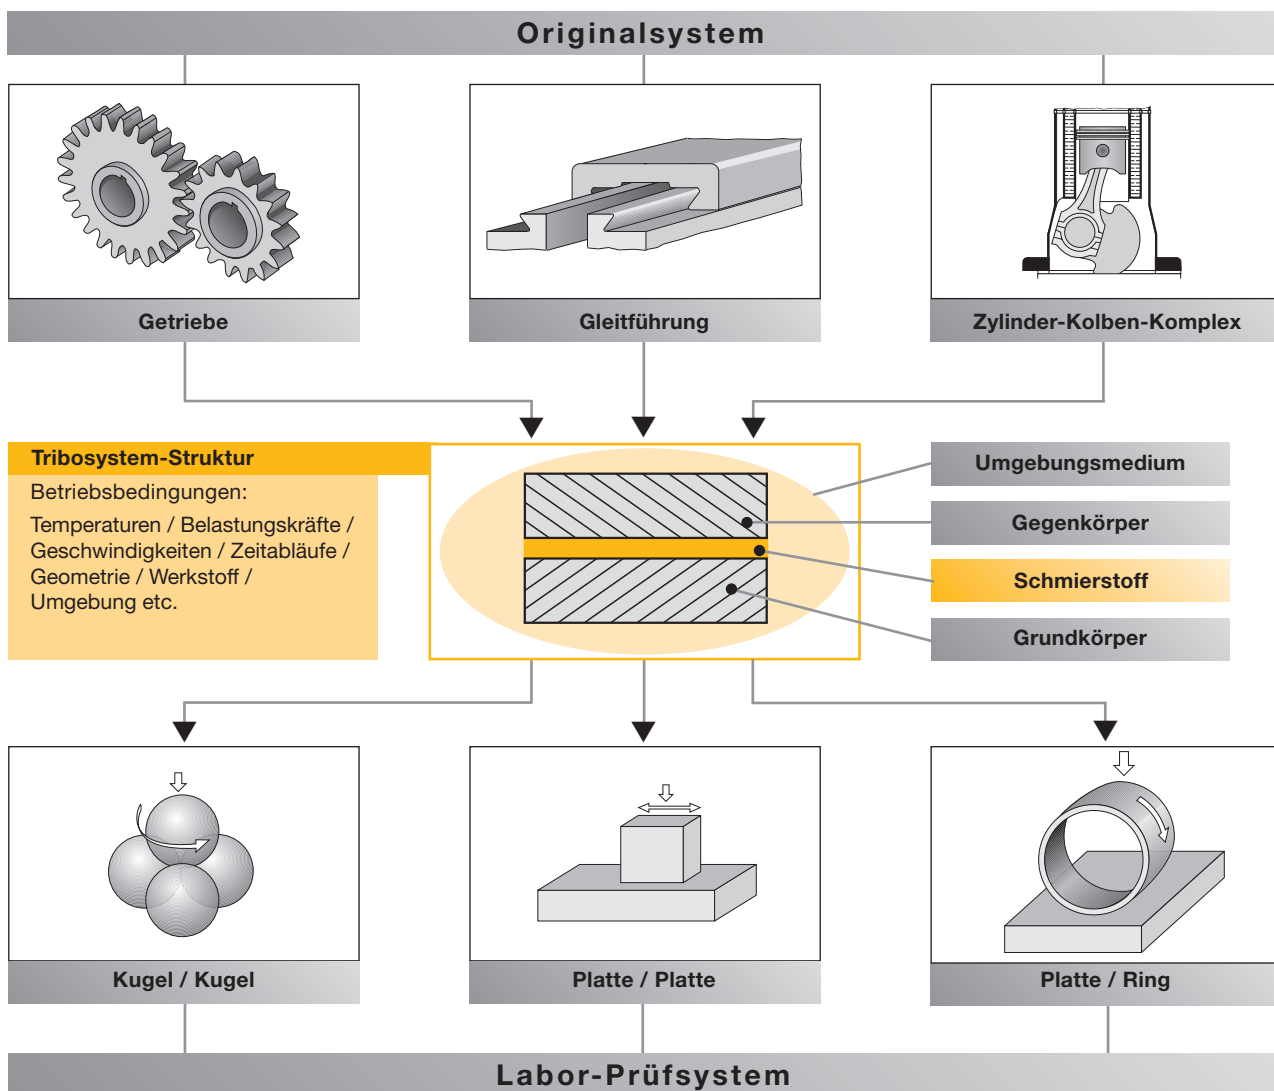 Originalsystem
Getriebe
Gleitführung
Zylinder-Kolben-Komplex
Tribosystem-Struktur
Betriebsbedingungen:
Temperaturen / Belastungskräfte /
Geschwindigkeiten / Zeitabläufe /
Geometrie / Werkstoff /
Umgebung etc.
Umgebungsmedium
Gegenkörper
Schmierstoff
Grundkörper
Kugel / Kugel
Platte / Platte
Platte / Ring
Labor-Prüfsystem